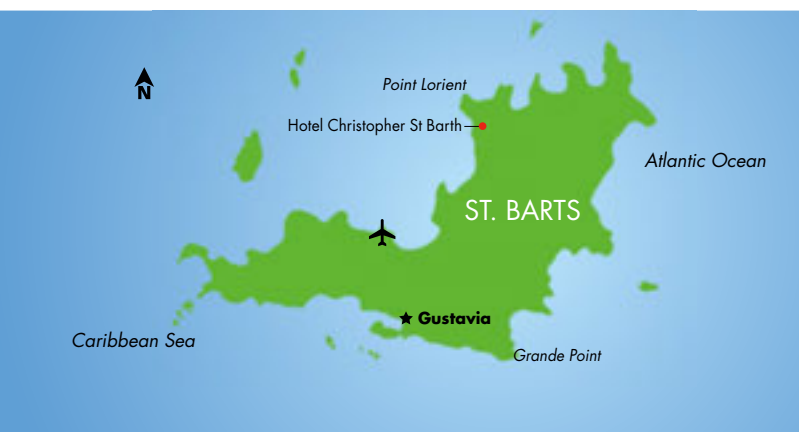 N
Point Lorient
Hotel Christopher St Barth
Atlantic Ocean
ST. BARTS
Gustavia
Caribbean Sea
Grande Point